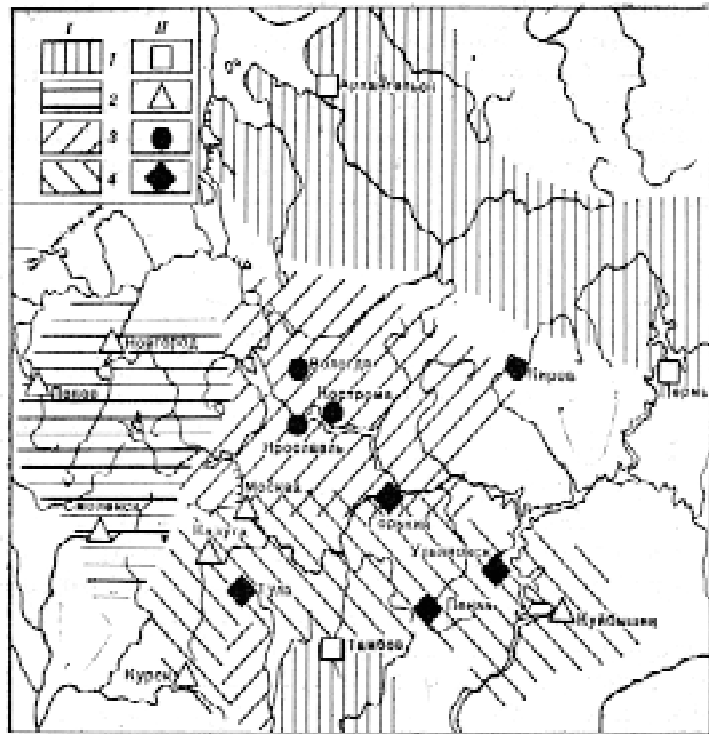 I II
1
2
3
4
0°
Архангельск
Новгород
Псков
Вологда
Кострома
Киров
Пермь
Ярославль
Москва
Смоленск
Горький
Калуга
Ульяновск
Тула
Пенза
Куйбышев
Тамбов
Курск